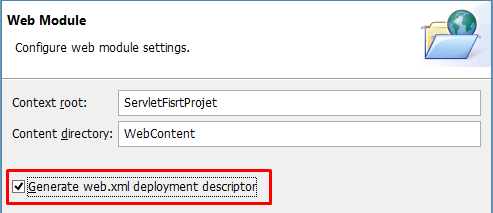 Web Module
Configure web module settings.
Context root: ServletFisrtProjet
Content directory: WebContent
Generate web.xml deployment descriptor